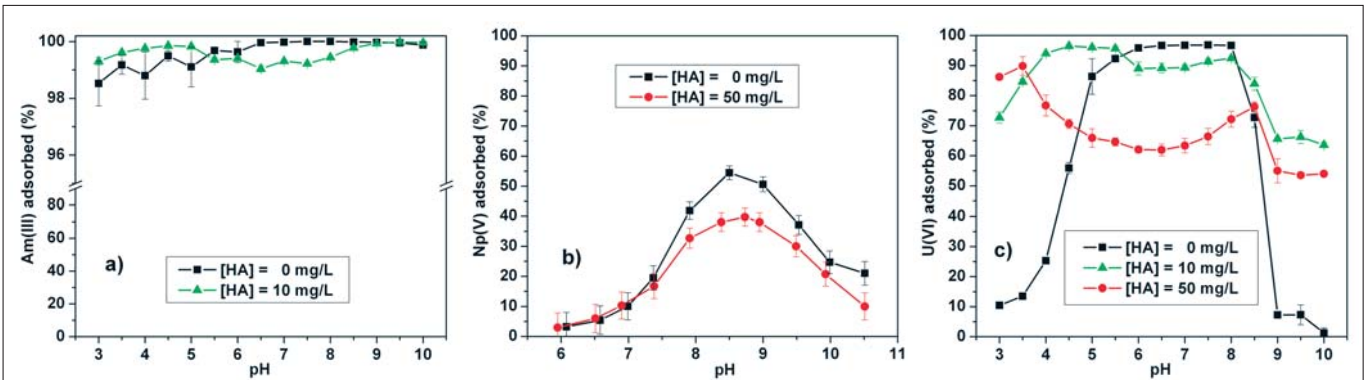 Am(III) adsorbed (%)
100
98
96
80
60
40
20
0
a)
[HA] = 0 mg/L
[HA] = 10 mg/L
3 4 5 6 7 8 9 10
pH
Np(V) adsorbed (%)
100
90
80
70
60
50
40
30
20
10
0
[HA] = 0 mg/L
[HA] = 50 mg/L
b)
6 7 8 9 10 11
pH
U(VI) adsorbed (%)
100
90
80
70
60
50
40
30
20
10
0
c)
[HA] = 0 mg/L
[HA] = 10 mg/L
[HA] = 50 mg/L
3 4 5 6 7 8 9 10
pH